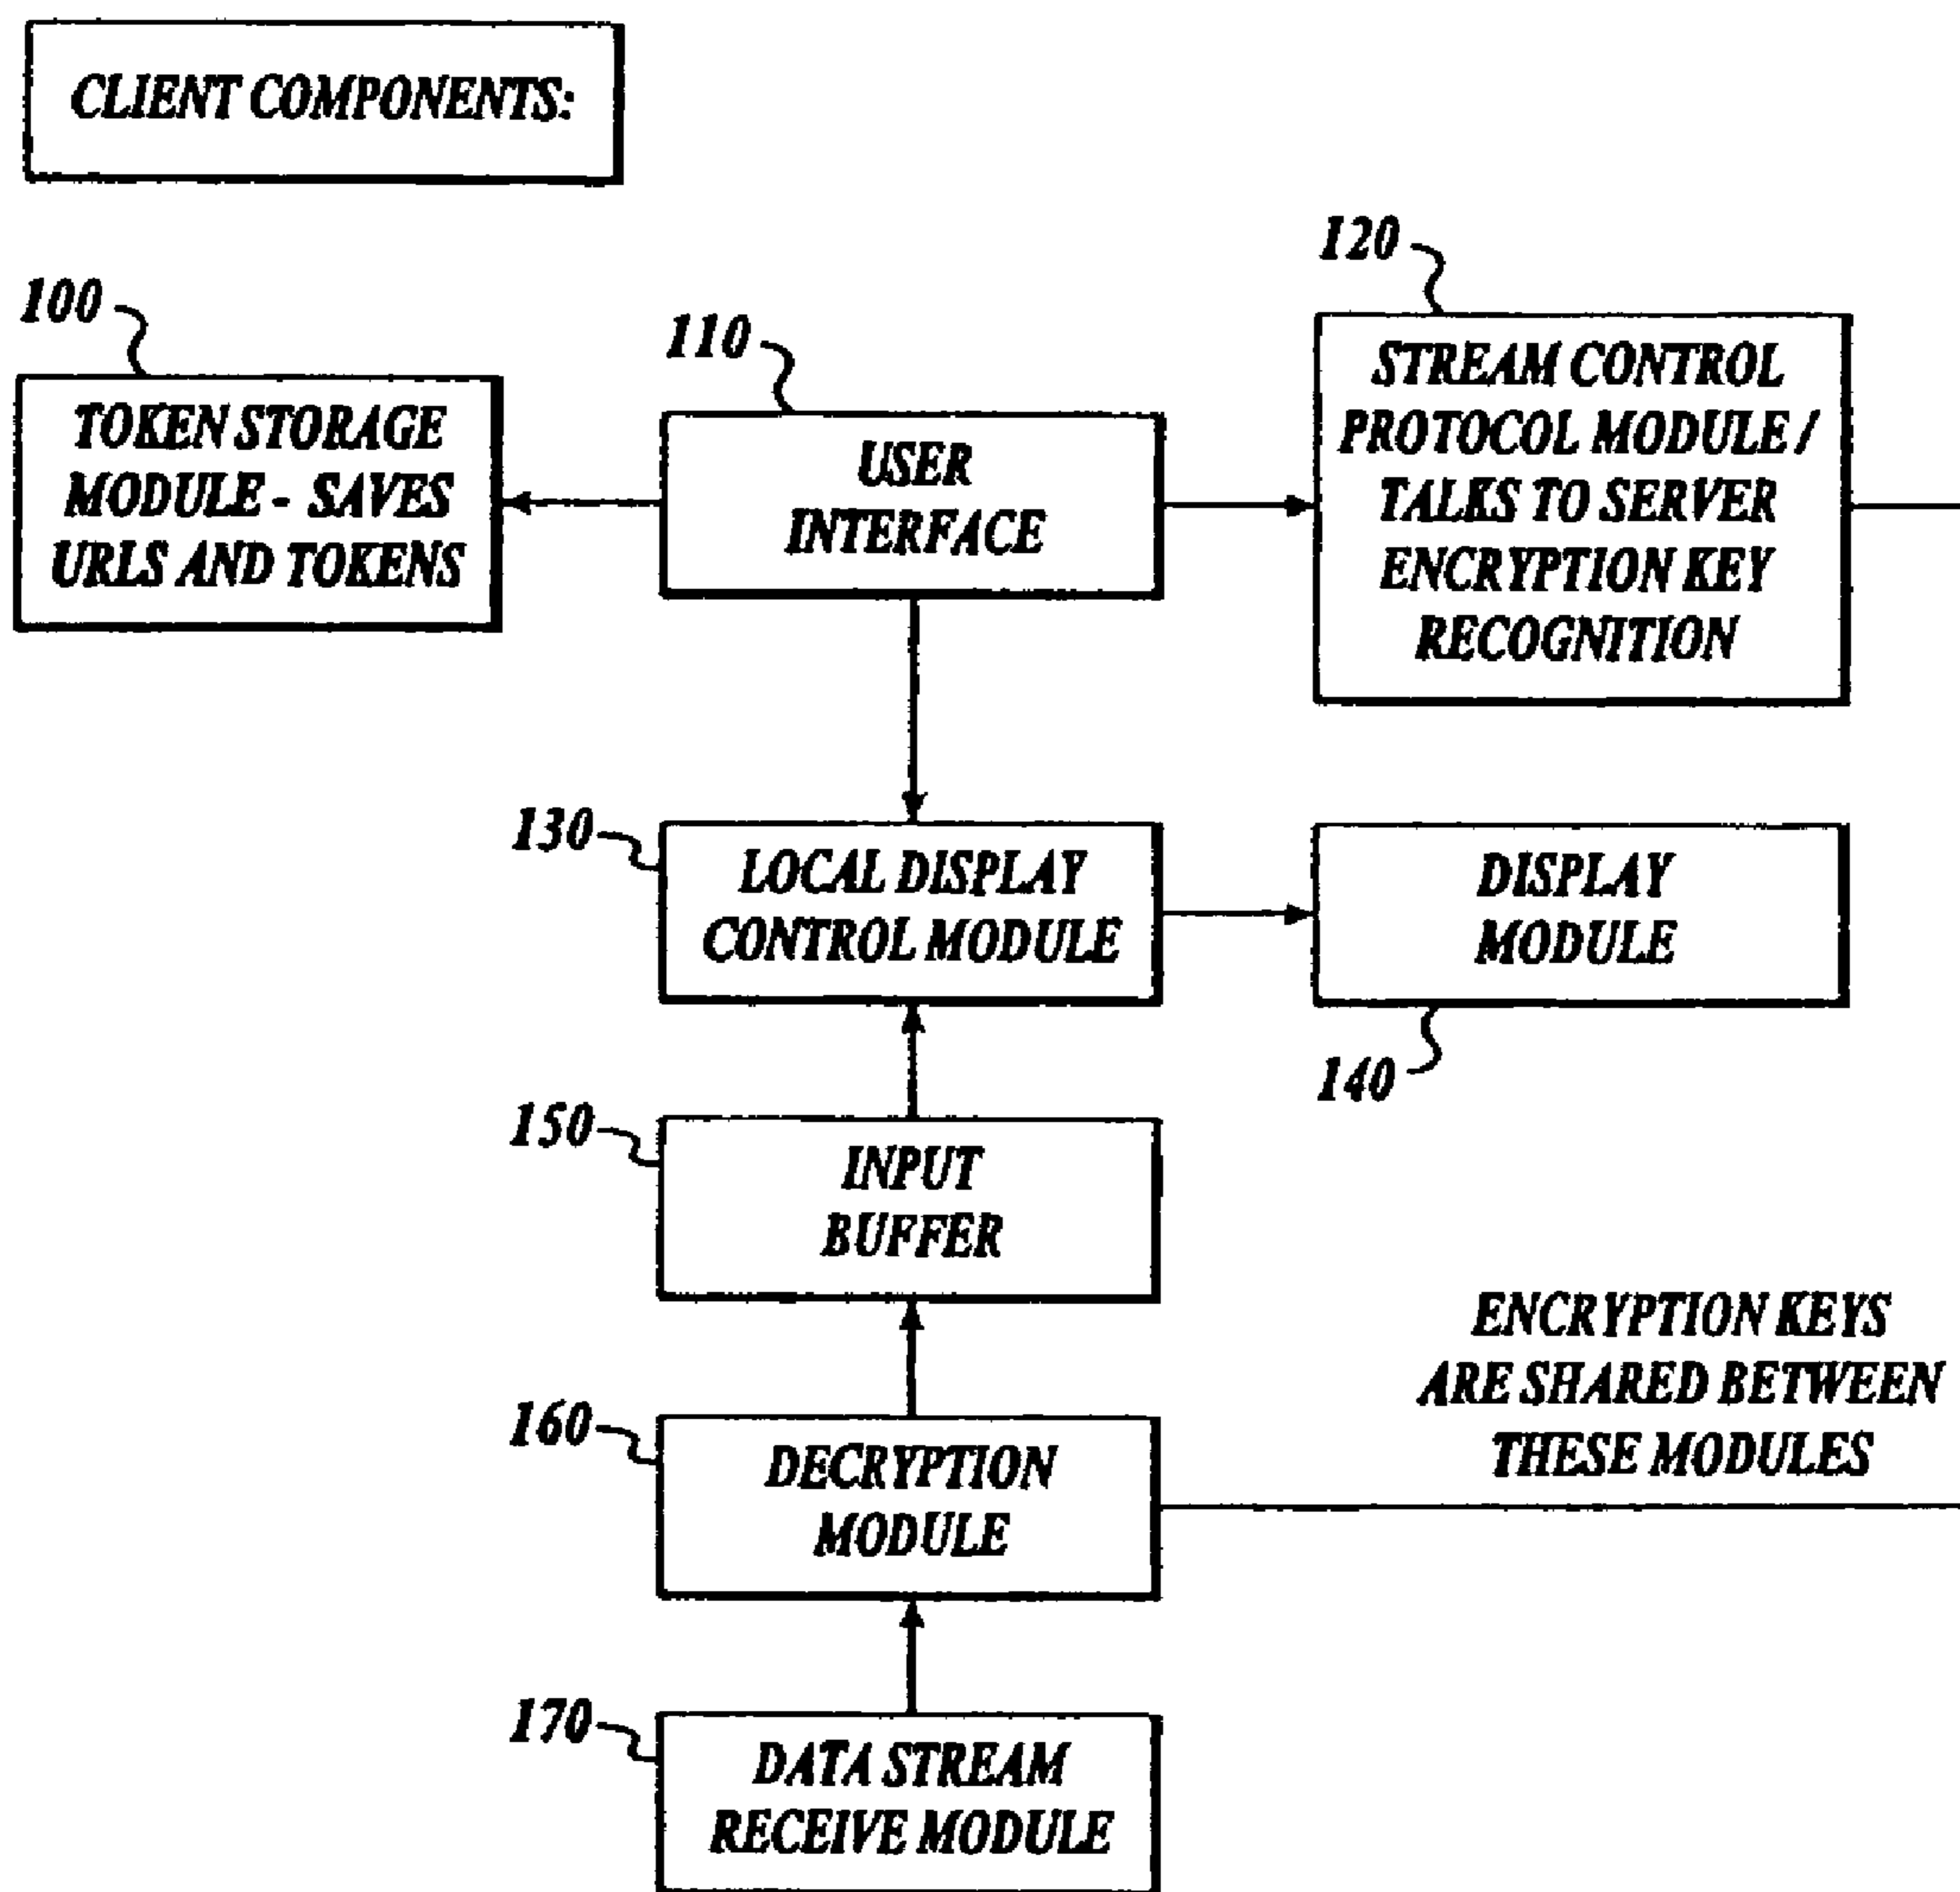 CLIENT COMPONENTS:
120
100
110
STREAM CONTROL
PROTOCOL MODULE /
TALKS TO SERVER
ENCRYPTION KEY
RECOGNITION
TOKEN STORAGE
MODULE - SAVES
URLS AND TOKENS
USER
INTERFACE
130
LOCAL DISPLAY
CONTROL MODULE
DISPLAY
MODULE
140
150
INPUT
BUFFER
ENCRYPTION KEYS
ARE SHARED BETWEEN
THESE MODULES
160
DECRYPTION
MODULE
170
DATA STREAM
RECEIVE MODULE